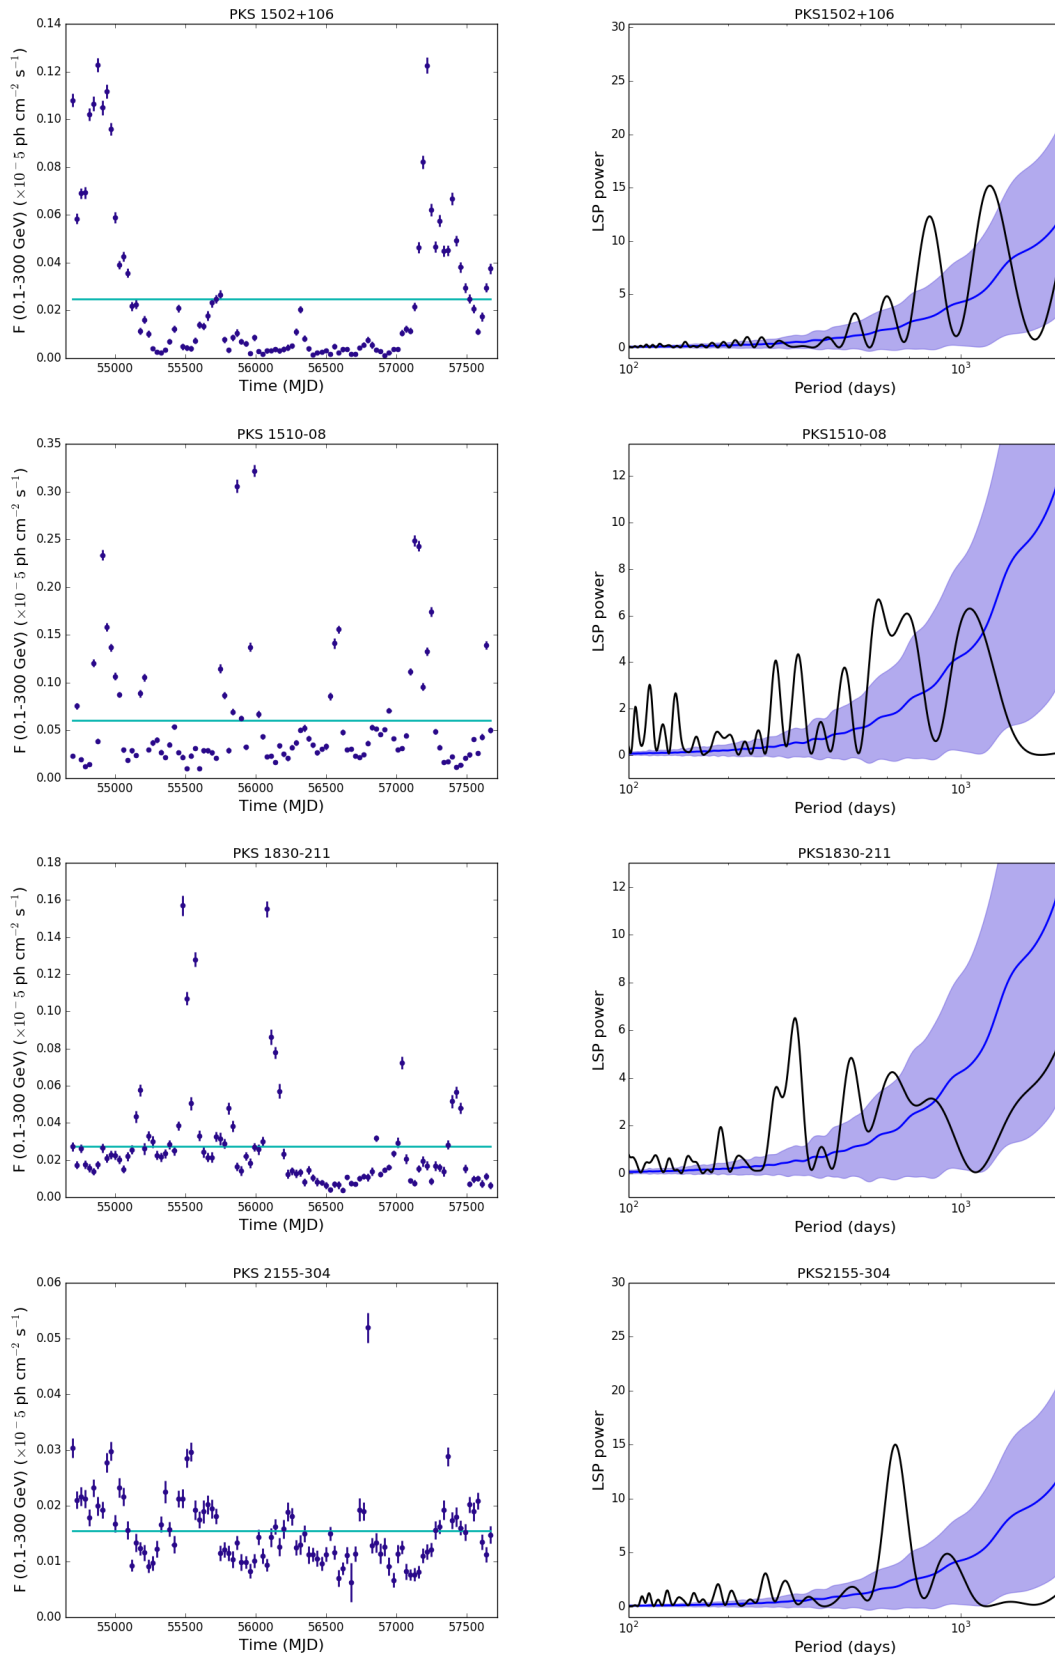 PKS 1502+106
F (0.1-300 GeV) (×10⁻5 ph cm⁻² s⁻¹)
0.14
0.12
0.10
0.08
0.06
0.04
0.02
0.00
55000 55500 56000 56500 57000 57500
Time (MJD)
PKS1502+106
LSP power
30
25
20
15
10
5
0
10² 10³
Period (days)
PKS 1510-08
F (0.1-300 GeV) (×10⁻5 ph cm⁻² s⁻¹)
0.35
0.30
0.25
0.20
0.15
0.10
0.05
0.00
55000 55500 56000 56500 57000 57500
Time (MJD)
PKS1510-08
LSP power
12
10
8
6
4
2
0
10² 10³
Period (days)
PKS 1830-211
F (0.1-300 GeV) (×10⁻5 ph cm⁻² s⁻¹)
0.18
0.16
0.14
0.12
0.10
0.08
0.06
0.04
0.02
0.00
55000 55500 56000 56500 57000 57500
Time (MJD)
PKS1830-211
LSP power
12
10
8
6
4
2
0
10² 10³
Period (days)
PKS 2155-304
F (0.1-300 GeV) (×10⁻5 ph cm⁻² s⁻¹)
0.06
0.05
0.04
0.03
0.02
0.01
0.00
55000 55500 56000 56500 57000 57500
Time (MJD)
PKS2155-304
LSP power
30
25
20
15
10
5
0
10² 10³
Period (days)